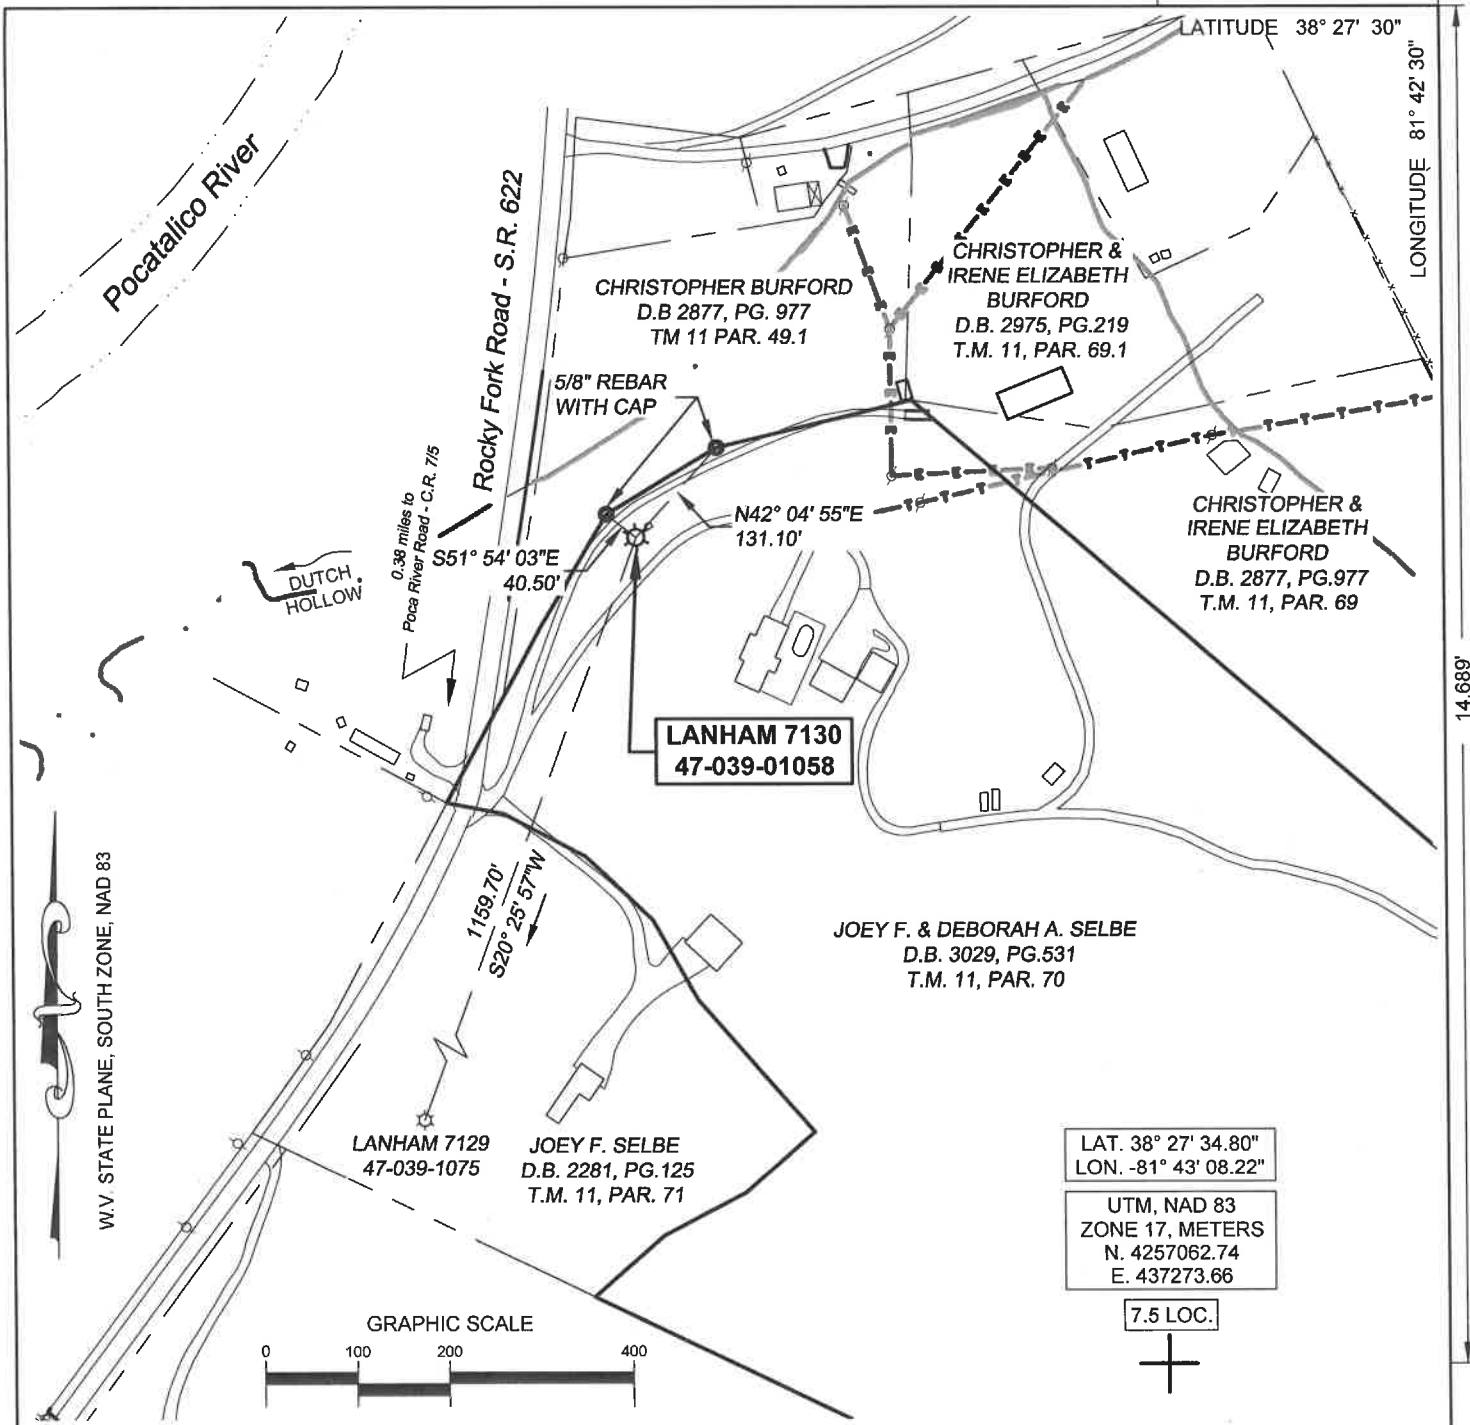 LATITUDE 38° 27' 30"
LONGITUDE 81° 42' 30"
Pocatalico River
Rocky Fork Road - S.R. 622
CHRISTOPHER BURFORD
D.B 2877, PG. 977
TM 11 PAR. 49.1
CHRISTOPHER &
IRENE ELIZABETH
BURFORD
D.B. 2975, PG.219
T.M. 11, PAR. 69.1
5/8" REBAR
WITH CAP
0.38 miles to
Poca River Road - C.R. 7/5
N42° 04' 55"E
131.10'
S51° 54' 03"E
40.50'
DUTCH
HOLLOW
CHRISTOPHER &
IRENE ELIZABETH
BURFORD
D.B. 2877, PG.977
T.M. 11, PAR. 69
14.689'
LANHAM 7130
47-039-01058
W.V. STATE PLANE, SOUTH ZONE, NAD 83
1159.70'
S20° 25' 57"W
JOEY F. & DEBORAH A. SELBE
D.B. 3029, PG.531
T.M. 11, PAR. 70
LANHAM 7129
47-039-1075
JOEY F. SELBE
D.B. 2281, PG.125
T.M. 11, PAR. 71
LAT. 38° 27' 34.80"
LON. -81° 43' 08.22"
UTM, NAD 83
ZONE 17, METERS
N. 4257062.74
E. 437273.66
7.5 LOC.
GRAPHIC SCALE
0 100 200 400